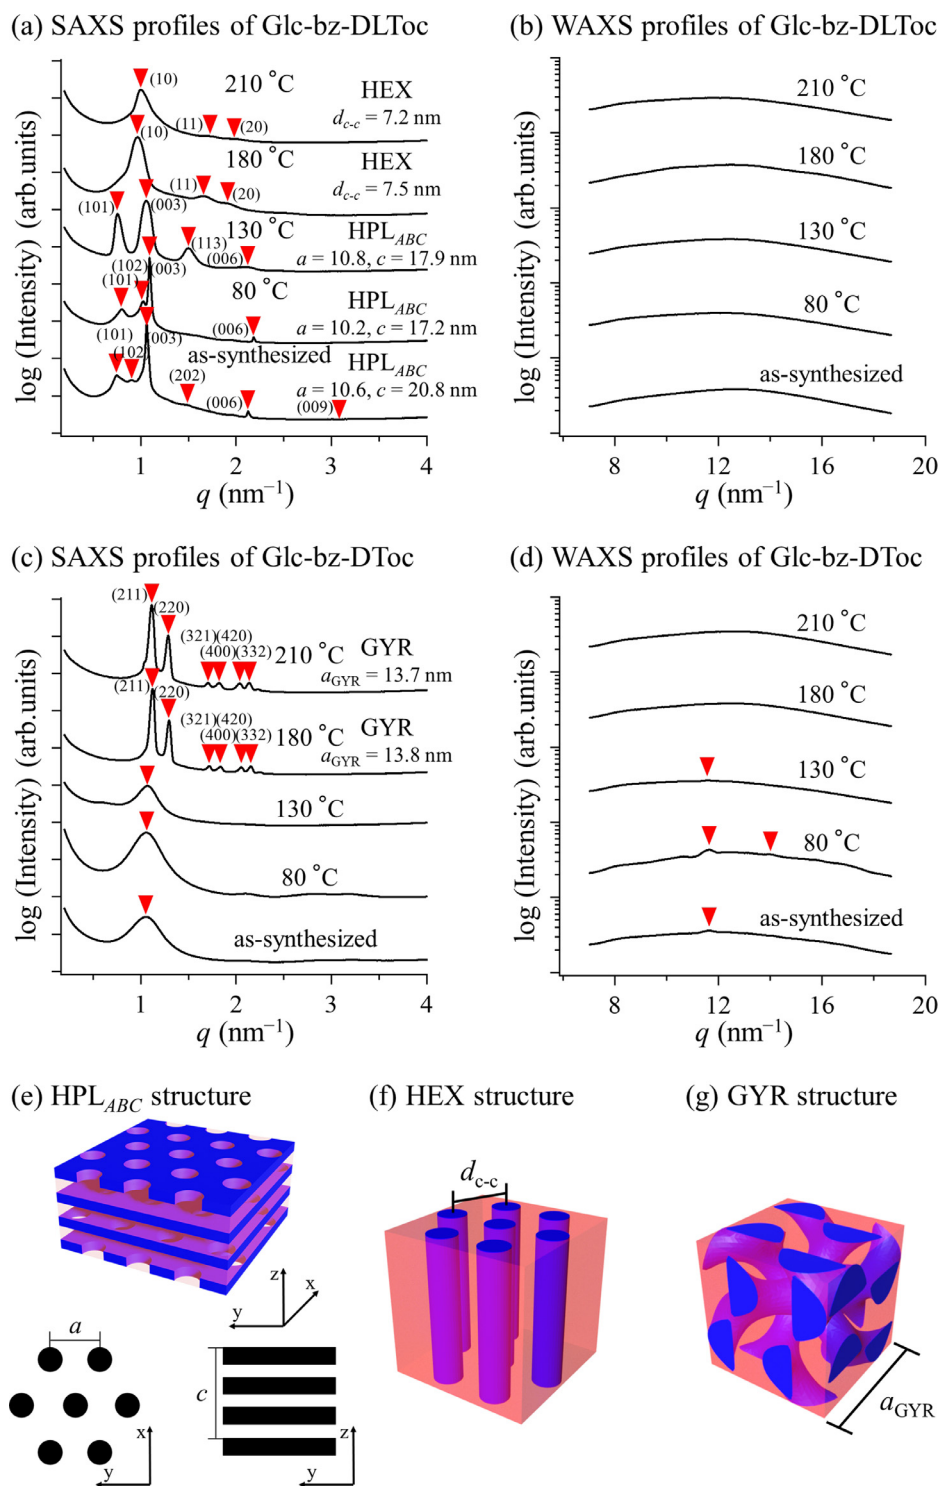 (a) SAXS profiles of Glc-bz-DLToc
log (Intensity) (arb.units)
(10)
210 °C
HEX
d_c-c = 7.2 nm
(11)
(20)
(10)
180 °C
HEX
d_c-c = 7.5 nm
(11)
(20)
(101)
(003)
130 °C
(113)
(006)
HPL_ABC
a = 10.8, c = 17.9 nm
(101)
(102)
(003)
80 °C
(006)
HPL_ABC
a = 10.2, c = 17.2 nm
(101)
(102)
(003)
as-synthesized
(202)
(006)
(009)
HPL_ABC
a = 10.6, c = 20.8 nm
1 2 3 4
q (nm⁻¹)
(b) WAXS profiles of Glc-bz-DLToc
log (Intensity) (arb.units)
210 °C
180 °C
130 °C
80 °C
as-synthesized
8 12 16 20
q (nm⁻¹)
(c) SAXS profiles of Glc-bz-DToc
log (Intensity) (arb.units)
(211)
(220)
(321)(420)
(400)(332)
210 °C
GYR
a_GYR = 13.7 nm
(211)
(220)
(321)(420)
(400)(332)
180 °C
GYR
a_GYR = 13.8 nm
130 °C
80 °C
as-synthesized
1 2 3 4
q (nm⁻¹)
(d) WAXS profiles of Glc-bz-DToc
log (Intensity) (arb.units)
210 °C
180 °C
130 °C
80 °C
as-synthesized
8 12 16 20
q (nm⁻¹)
(e) HPL_ABC structure
z
x
y
a
x
y
c
z
y
(f) HEX structure
d_c-c
(g) GYR structure
a_GYR